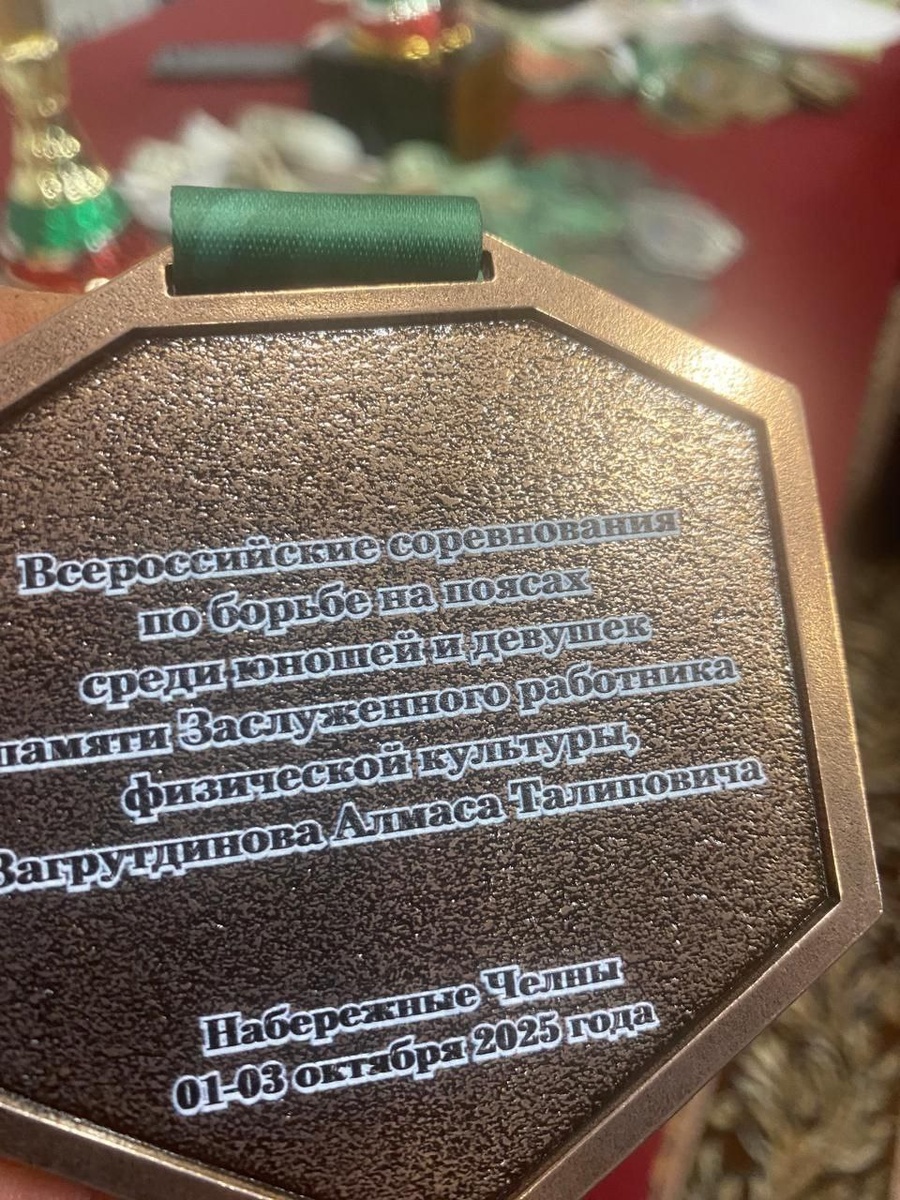 Всероссийские соревнования
по борьбе на поясах
среди юношей и девушек
памяти Заслуженного работника
физической культуры,
Загрутдинова Алмаса Талиповича
Набережные Челны
01-03 октября 2025 года